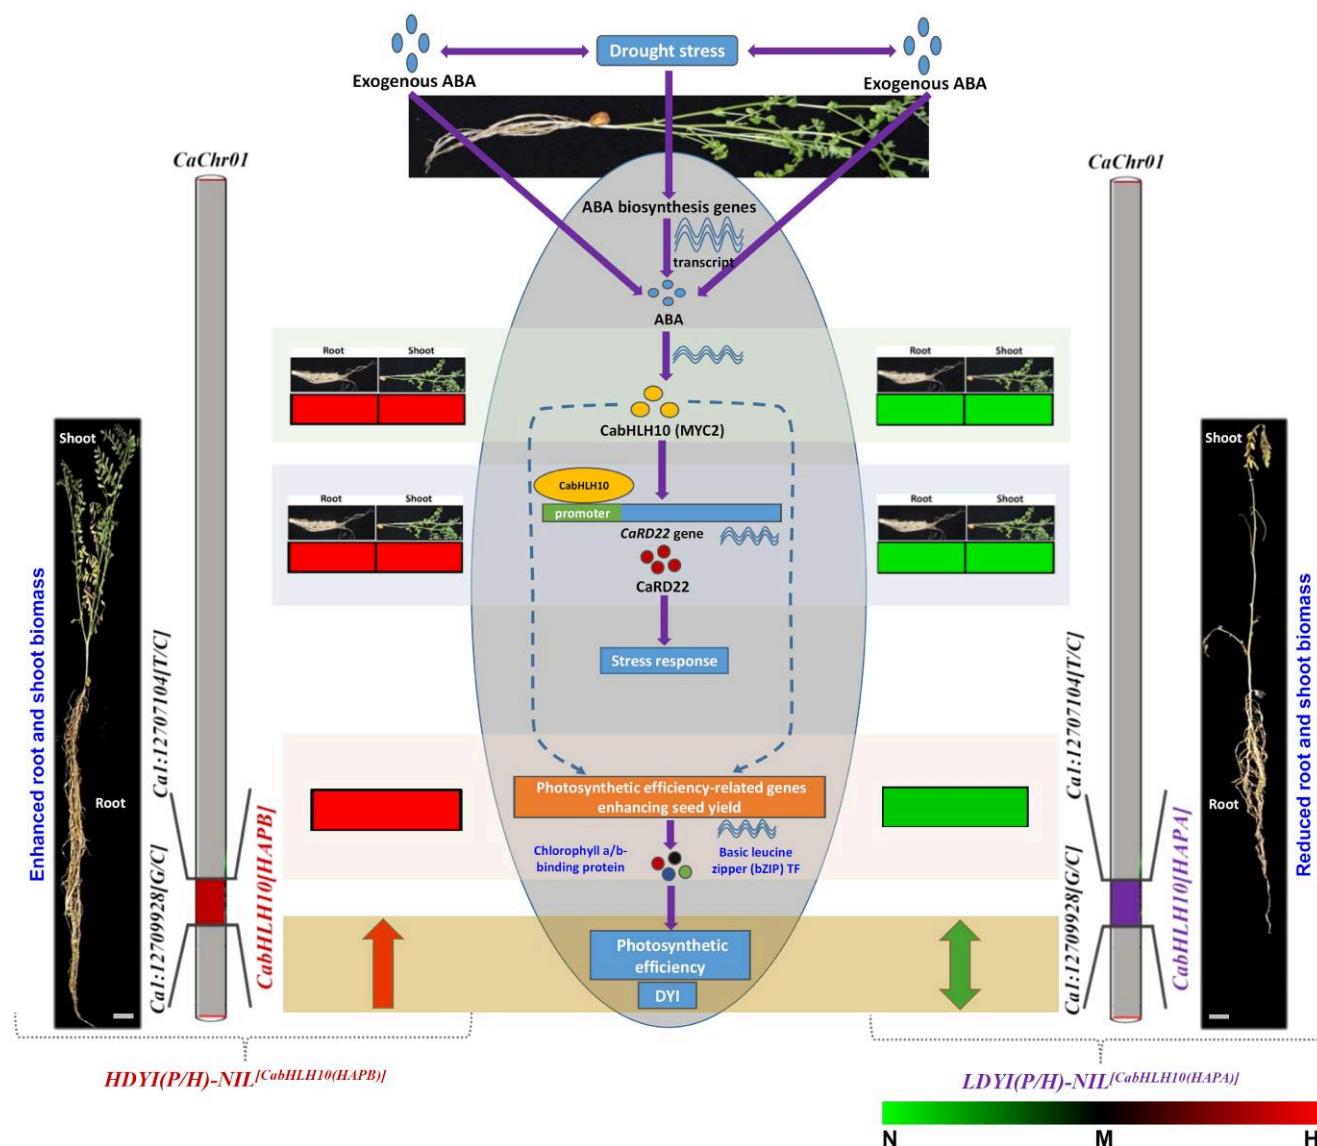 Drought stress
Exogenous ABA
Exogenous ABA
CaChr01
CaChr01
ABA biosynthesis genes
transcript
ABA
Root Shoot
Root Shoot
CabHLH10 (MYC2)
CabHLH10
promoter
CaRD22 gene
CaRD22
Root Shoot
Root Shoot
Stress response
Photosynthetic efficiency-related genes
enhancing seed yield
Chlorophyll a/b-
binding protein
Basic leucine
zipper (bZIP) TF
Photosynthetic
efficiency
DYI
Enhanced root and shoot biomass
Shoot
Root
Ca1:12707104[T/C]
Ca1:12709928[G/C]
CabHLH10[HAPB]
HDYI(P/H)-NIL[CabHLH10(HAPB)]
Ca1:12707104[T/C]
Ca1:12709928[G/C]
CabHLH10[HAPA]
Shoot
Root
Reduced root and shoot biomass
LDYI(P/H)-NIL[CabHLH10(HAPA)]
N M H